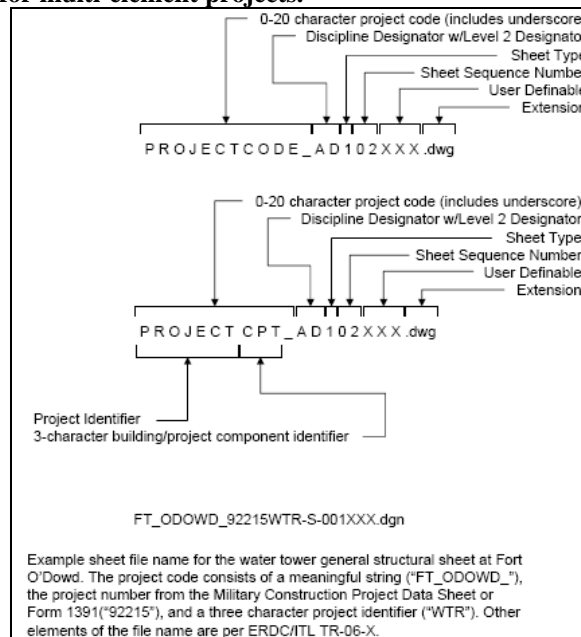 for multi-element projects.
0-20 character project code (includes underscore
Discipline Designator w/Level 2 Designato
Sheet Type
Sheet Sequence Numbe
User Definable
Extension
PROJECTCODE_AD102XXX.dwg
0-20 character project code (includes underscore)
Discipline Designator w/Level 2 Designator
Sheet Type
Sheet Sequence Number
User Definable
Extension
PROJECTCPT_AD102XXX.dwg
Project Identifier
3-character building/project component identifier
FT_ODOWD_92215WTR-S-001XXX.dgn
Example sheet file name for the water tower general structural sheet at Fort
O'Dowd. The project code consists of a meaningful string ("FT_ODOWD_"),
the project number from the Military Construction Project Data Sheet or
Form 1391("92215"), and a three character project identifier ("WTR"). Other
elements of the file name are per ERDC/ITL TR-06-X.